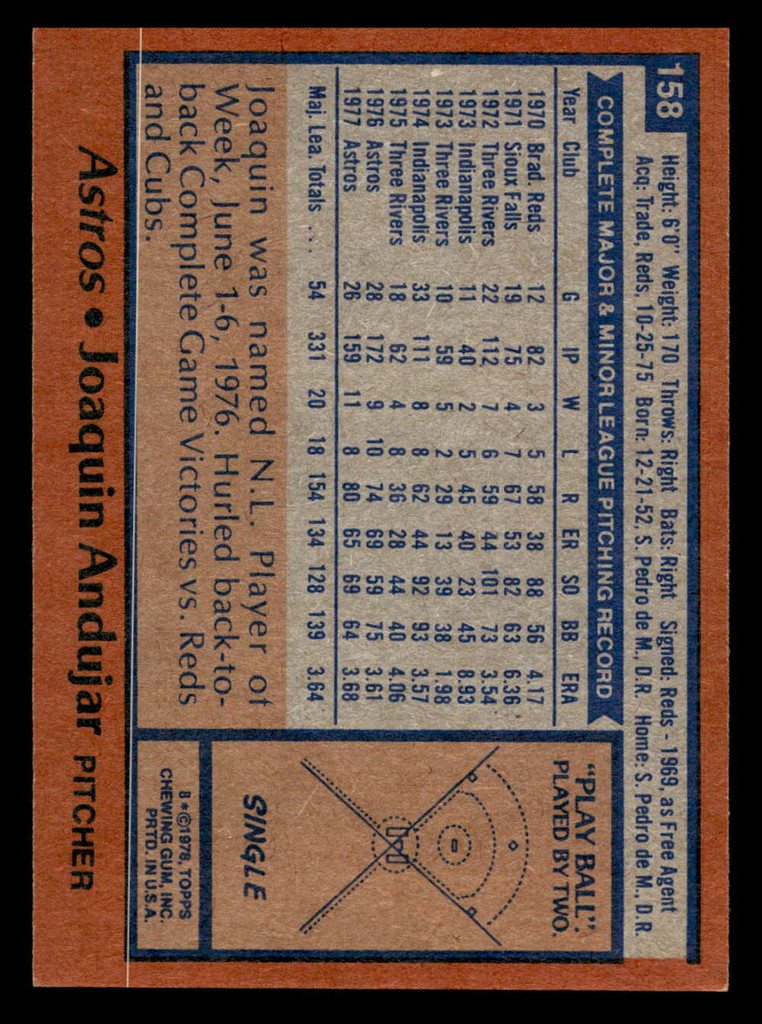 158
Height: 6'0" Weight: 170 Throws: Right Bats: Right Signed: Reds - 1969, as Free Agent
Acq: Trade, Reds, 10-25-75 Born: 12-21-52, S. Pedro de M., D.R. Home: S. Pedro de M., D.R.
COMPLETE MAJOR & MINOR LEAGUE PITCHING RECORD
Year Club G IP W L R ER SO BB ERA
1970 Brad. Reds 12 82 3 5 58 38 88 56 4.17
1971 Sioux Falls 19 75 4 7 67 53 82 63 6.36
1972 Three Rivers 22 112 7 6 59 44 101 73 3.54
1973 Indianapolis 11 40 2 5 45 40 23 45 8.93
1973 Three Rivers 10 59 5 2 29 13 39 38 1.98
1974 Indianapolis 33 111 8 8 62 44 92 93 3.57
1975 Three Rivers 18 62 4 8 36 28 44 40 4.06
1976 Astros 28 172 9 10 74 69 59 75 3.61
1977 Astros 26 159 11 8 80 65 69 64 3.68
Maj. Lea. Totals ... 54 331 20 18 154 134 128 139 3.64
Joaquin was named N.L. Player of
Week, June 1-6, 1976. Hurled back-to-
back Complete Game Victories vs. Reds
and Cubs.
"PLAY BALL".
PLAYED BY TWO.
SINGLE
8*©1978, TOPPS
CHEWING GUM, INC.
PRTD. IN U.S.A.
Astros • Joaquin Andujar PITCHER